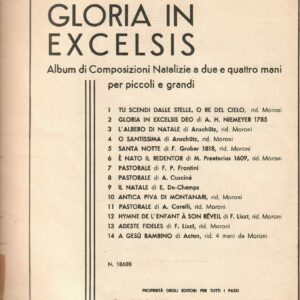 GLORIA IN
EXCELSIS
Album di Composizioni Natalizie a due e quattro mani
per piccoli e grandi
1 TU SCENDI DALLE STELLE, O RE DEL CIELO, rid. Moroni
2 GLORIA IN EXCELSIS DEO di A. H. NIEMEYER 1785
3 L'ALBERO DI NATALE di Anschütz, rid. Moroni
4 O SANTISSIMA di Anschütz, rid. Moroni
5 SANTA NOTTE di F. Gruber 1818, rid. Moroni
6 È NATO IL REDENTOR di M. Praetorius 1609, rid. Moroni
7 PASTORALE di F. P. Frontini
8 PASTORALE di A. Cuscinà
9 IL NATALE di E. De-Champs
10 ANTICA PIVA DI MONTANARI, rid. Moroni
11 PASTORALE di A. Corelli, rid. Moroni
12 HYMNE DE L'ENFANT À SON RÉVEIL di F. Liszt, rid. Moroni
13 ADESTE FIDELES di F. Liszt, rid. Moroni
14 A GESÙ BAMBINO di Acton, rid. 4 mani da Moroni
N. 18608
PROPRIETÀ DEGLI EDITORI PER TUTTI I PAESI